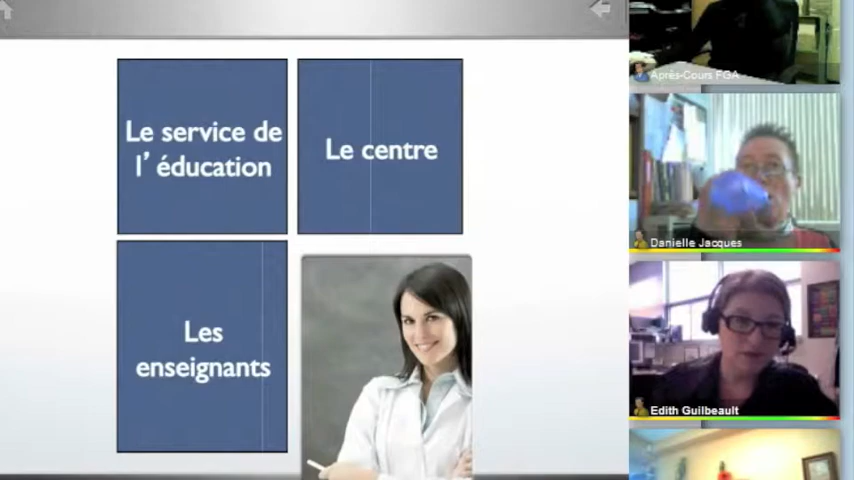 Le service de
l’éducation
Le centre
Les
enseignants
Après-Cours FGA
Danielle Jacques
Edith Guilbeault